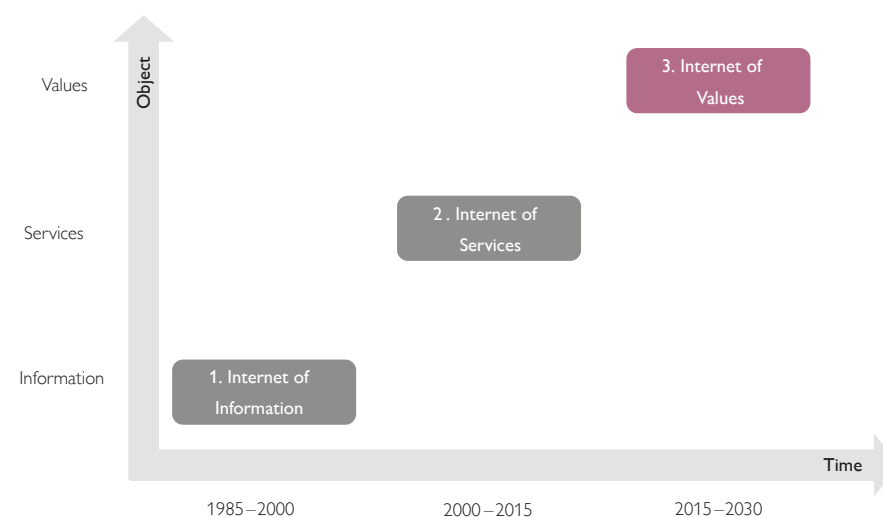 Values
Object
3. Internet of
Values
Services
2. Internet of
Services
Information
1. Internet of
Information
Time
1985–2000
2000–2015
2015–2030